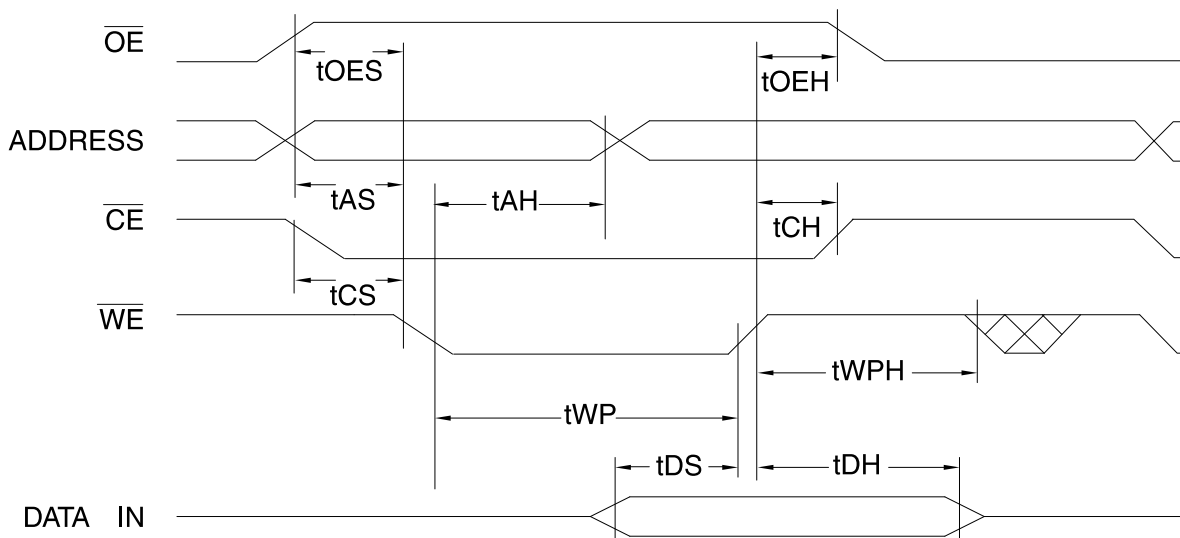 OE
tOES
tOEH
ADDRESS
tAS
tAH
CE
tCH
tCS
WE
tWPH
tWP
tDS
tDH
DATA IN